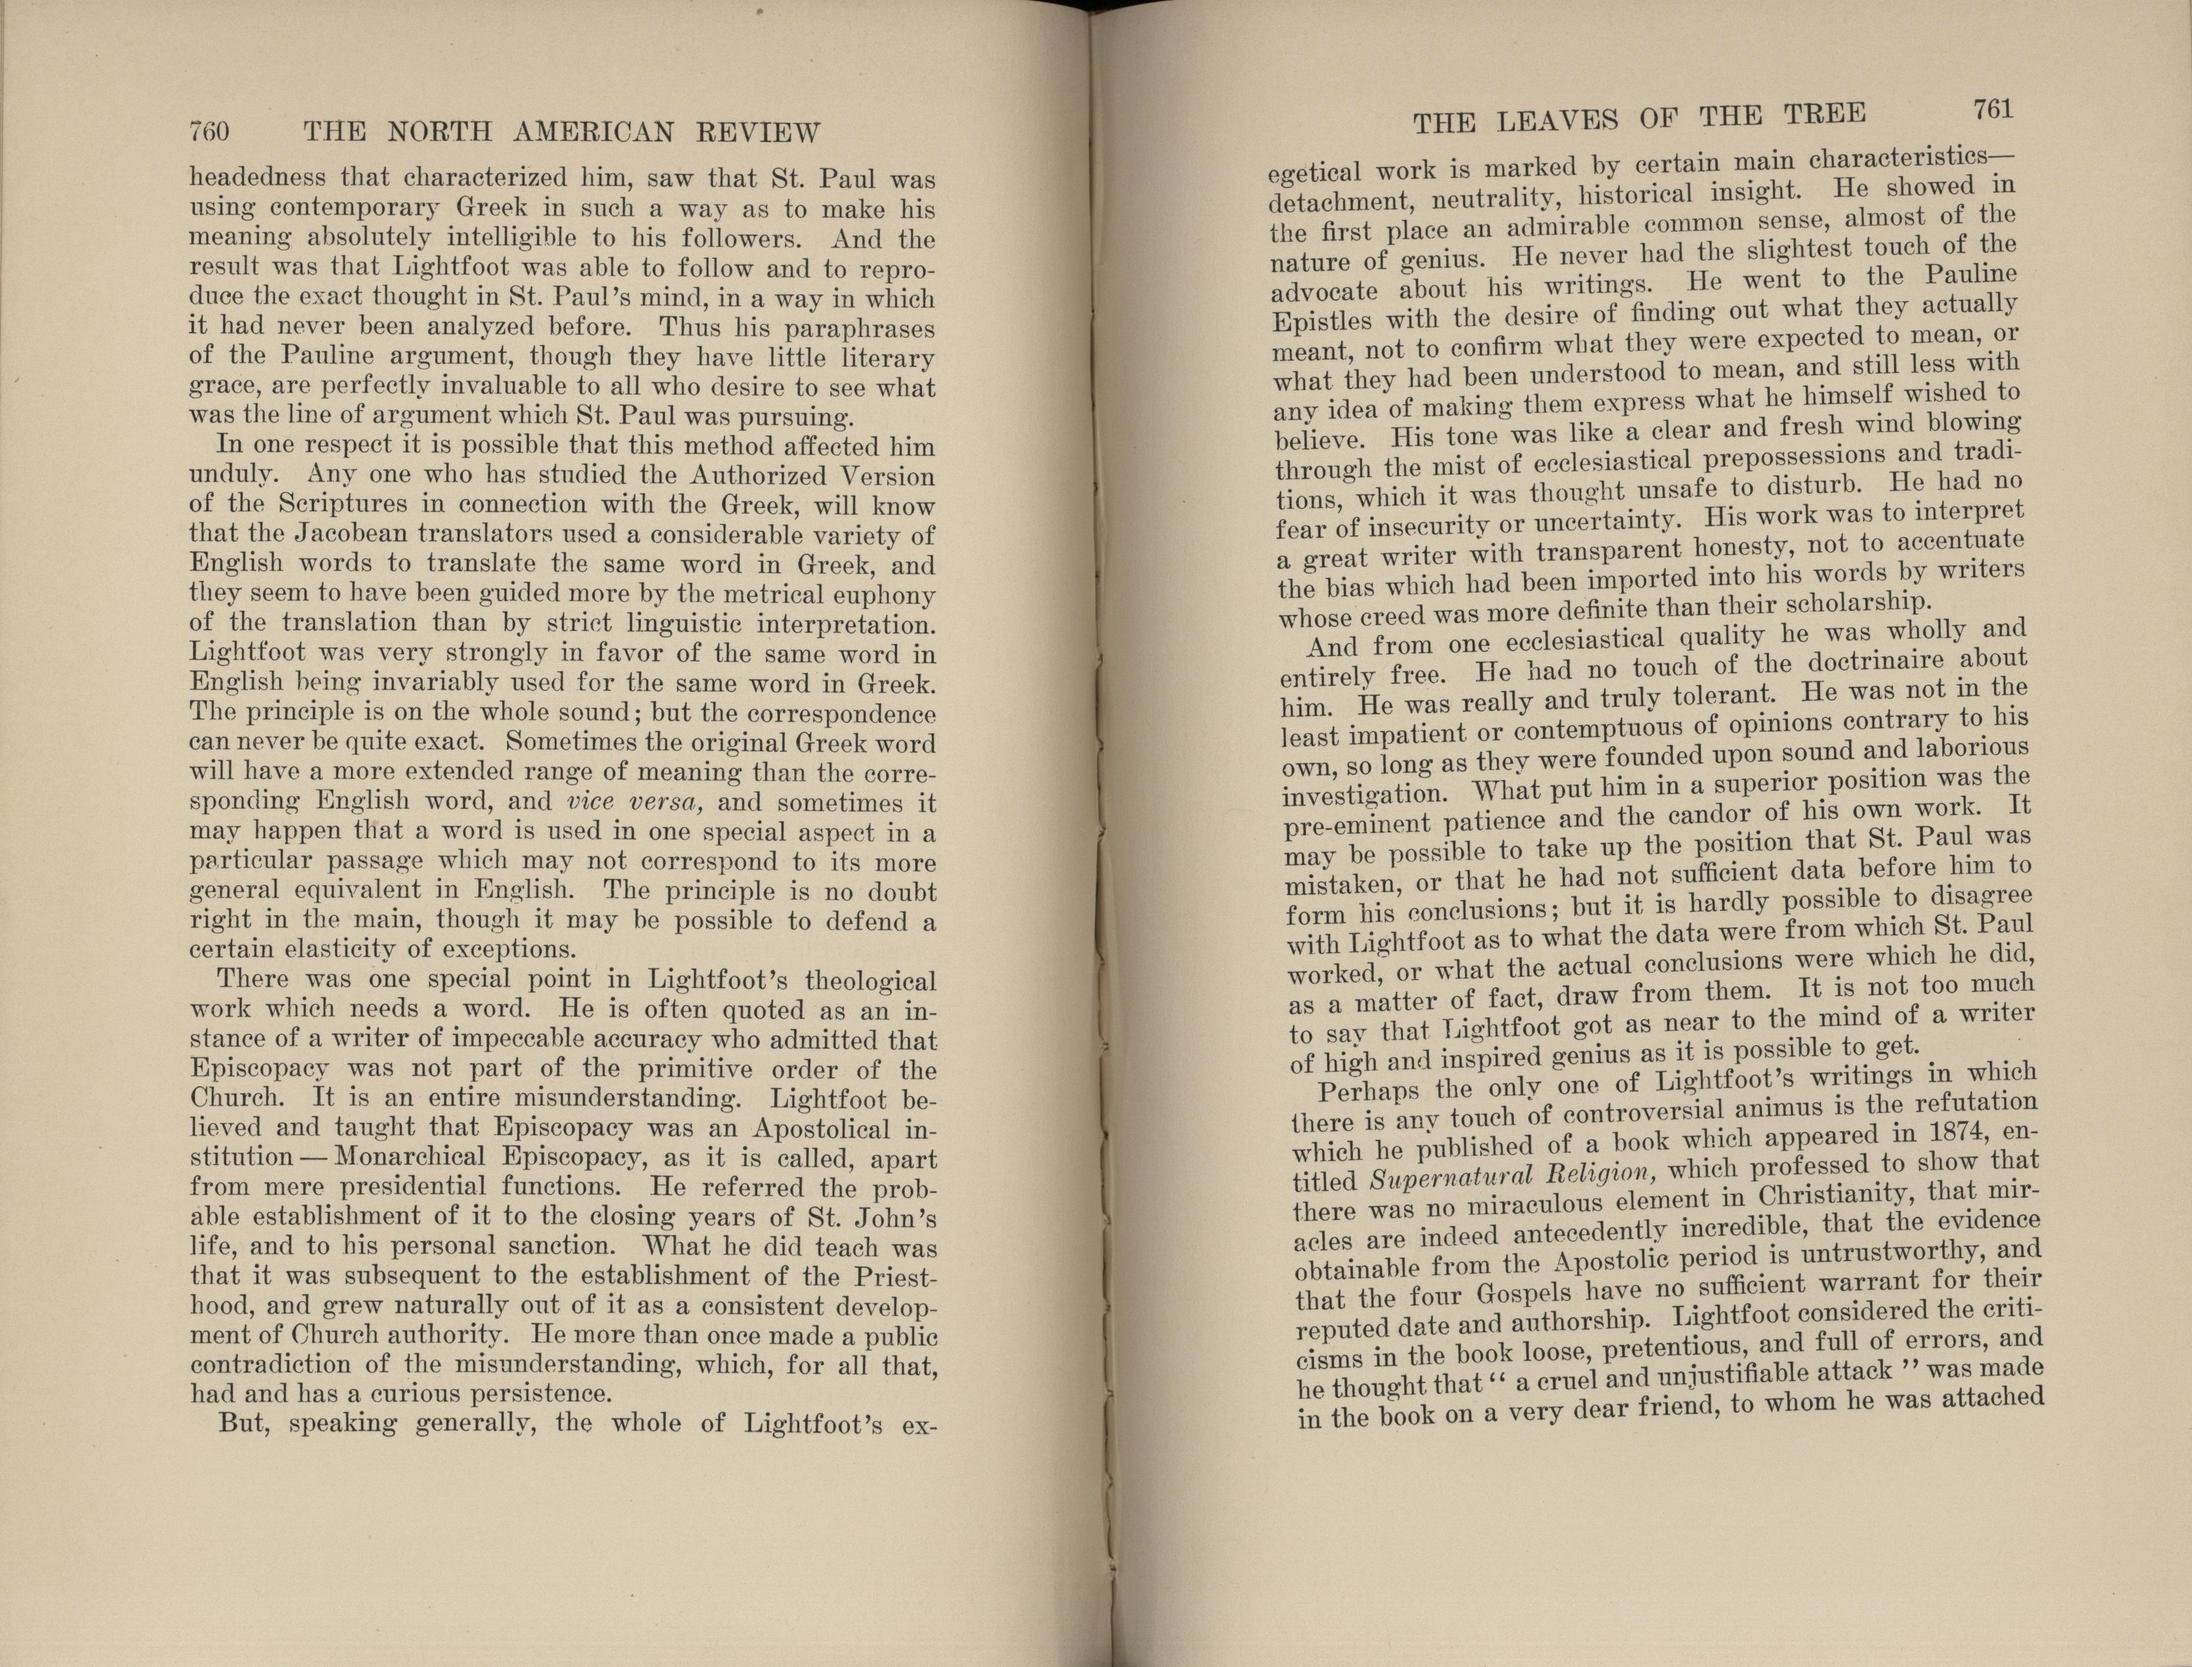 760 THE NORTH AMERICAN REVIEW
headedness that characterized him, saw that St. Paul was
using contemporary Greek in such a way as to make his
meaning absolutely intelligible to his followers. And the
result was that Lightfoot was able to follow and to repro-
duce the exact thought in St. Paul's mind, in a way in which
it had never been analyzed before. Thus his paraphrases
of the Pauline argument, though they have little literary
grace, are perfectly invaluable to all who desire to see what
was the line of argument which St. Paul was pursuing.
In one respect it is possible that this method affected him
unduly. Any one who has studied the Authorized Version
of the Scriptures in connection with the Greek, will know
that the Jacobean translators used a considerable variety of
English words to translate the same word in Greek, and
they seem to have been guided more by the metrical euphony
of the translation than by strict linguistic interpretation.
Lightfoot was very strongly in favor of the same word in
English being invariably used for the same word in Greek.
The principle is on the whole sound; but the correspondence
can never be quite exact. Sometimes the original Greek word
will have a more extended range of meaning than the corre-
sponding English word, and vice versa, and sometimes it
may happen that a word is used in one special aspect in a
particular passage which may not correspond to its more
general equivalent in English. The principle is no doubt
right in the main, though it may be possible to defend a
certain elasticity of exceptions.
There was one special point in Lightfoot's theological
work which needs a word. He is often quoted as an in-
stance of a writer of impeccable accuracy who admitted that
Episcopacy was not part of the primitive order of the
Church. It is an entire misunderstanding. Lightfoot be-
lieved and taught that Episcopacy was an Apostolical in-
stitution — Monarchical Episcopacy, as it is called, apart
from mere presidential functions. He referred the prob-
able establishment of it to the closing years of St. John's
life, and to his personal sanction. What he did teach was
that it was subsequent to the establishment of the Priest-
hood, and grew naturally out of it as a consistent develop-
ment of Church authority. He more than once made a public
contradiction of the misunderstanding, which, for all that,
had and has a curious persistence.
But, speaking generally, the whole of Lightfoot's ex-
THE LEAVES OF THE TREE 761
egetical work is marked by certain main characteristics—
detachment, neutrality, historical insight. He showed in
the first place an admirable common sense, almost of the
nature of genius. He never had the slightest touch of the
advocate about his writings. He went to the Pauline
Epistles with the desire of finding out what they actually
meant, not to confirm what they were expected to mean, or
what they had been understood to mean, and still less with
any idea of making them express what he himself wished to
believe. His tone was like a clear and fresh wind blowing
through the mist of ecclesiastical prepossessions and tradi-
tions, which it was thought unsafe to disturb. He had no
fear of insecurity or uncertainty. His work was to interpret
a great writer with transparent honesty, not to accentuate
the bias which had been imported into his words by writers
whose creed was more definite than their scholarship.
And from one ecclesiastical quality he was wholly and
entirely free. He had no touch of the doctrinaire about
him. He was really and truly tolerant. He was not in the
least impatient or contemptuous of opinions contrary to his
own, so long as they were founded upon sound and laborious
investigation. What put him in a superior position was the
pre-eminent patience and the candor of his own work. It
may be possible to take up the position that St. Paul was
mistaken, or that he had not sufficient data before him to
form his conclusions; but it is hardly possible to disagree
with Lightfoot as to what the data were from which St. Paul
worked, or what the actual conclusions were which he did,
as a matter of fact, draw from them. It is not too much
to say that Lightfoot got as near to the mind of a writer
of high and inspired genius as it is possible to get.
Perhaps the only one of Lightfoot's writings in which
there is any touch of controversial animus is the refutation
which he published of a book which appeared in 1874, en-
titled Supernatural Religion, which professed to show that
there was no miraculous element in Christianity, that mir-
acles are indeed antecedently incredible, that the evidence
obtainable from the Apostolic period is untrustworthy, and
that the four Gospels have no sufficient warrant for their
reputed date and authorship. Lightfoot considered the criti-
cisms in the book loose, pretentious, and full of errors, and
he thought that " a cruel and unjustifiable attack " was made
in the book on a very dear friend, to whom he was attached